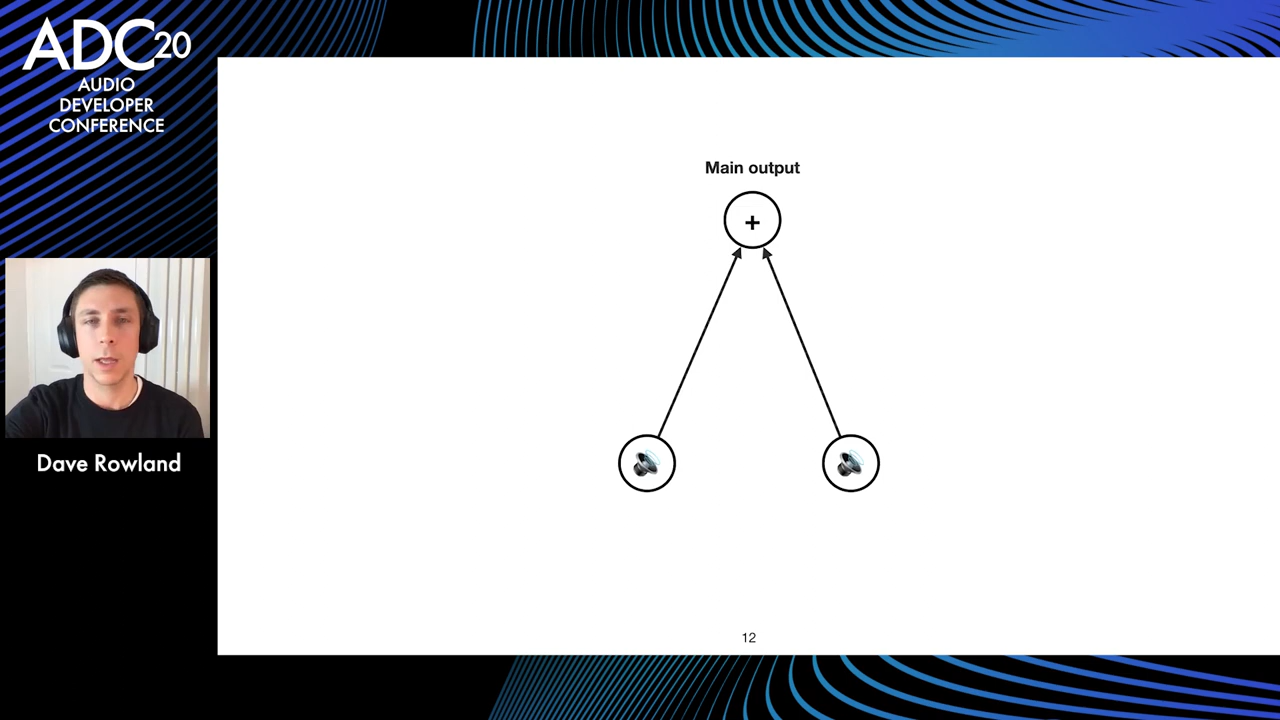 ADC20
AUDIO
DEVELOPER
CONFERENCE
Main output
+
Dave Rowland
12